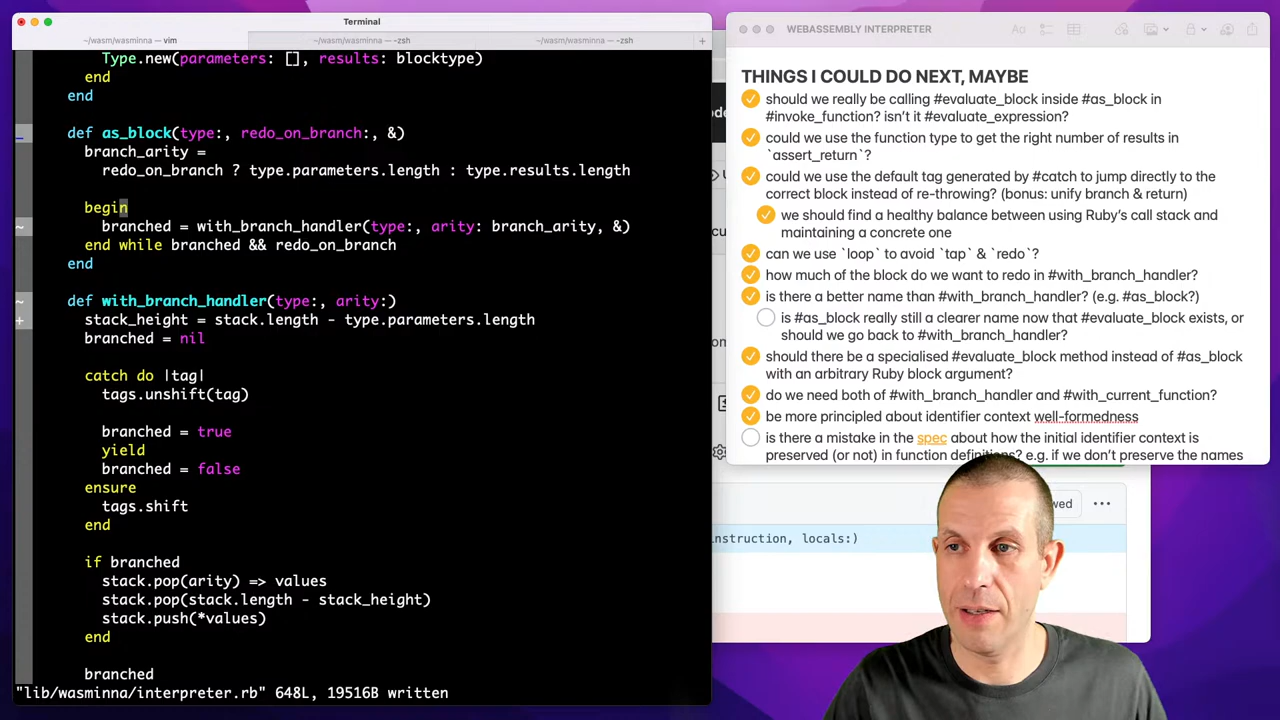 Terminal
~/wasm/wasminna — vim
~/wasm/wasminna — -zsh
~/wasm/wasminna — -zsh
+
Type.new(parameters: [], results: blocktype)
end
end
def as_block(type:, redo_on_branch:, &)
branch_arity =
redo_on_branch ? type.parameters.length : type.results.length
begin
~ branched = with_branch_handler(type:, arity: branch_arity, &)
end while branched && redo_on_branch
end
~ def with_branch_handler(type:, arity:)
+ stack_height = stack.length - type.parameters.length
branched = nil
catch do |tag|
tags.unshift(tag)
branched = true
yield
branched = false
ensure
tags.shift
end
if branched
stack.pop(arity) => values
stack.pop(stack.length - stack_height)
stack.push(*values)
end
branched
"lib/wasminna/interpreter.rb" 648L, 19516B written
WEBASSEMBLY INTERPRETER
Aa
THINGS I COULD DO NEXT, MAYBE
should we really be calling #evaluate_block inside #as_block in
#invoke_function? isn't it #evaluate_expression?
could we use the function type to get the right number of results in
`assert_return`?
could we use the default tag generated by #catch to jump directly to the
correct block instead of re-throwing? (bonus: unify branch & return)
we should find a healthy balance between using Ruby's call stack and
maintaining a concrete one
can we use `loop` to avoid `tap` & `redo`?
how much of the block do we want to redo in #with_branch_handler?
is there a better name than #with_branch_handler? (e.g. #as_block?)
is #as_block really still a clearer name now that #evaluate_block exists, or
should we go back to #with_branch_handler?
should there be a specialised #evaluate_block method instead of #as_block
with an arbitrary Ruby block argument?
do we need both of #with_branch_handler and #with_current_function?
be more principled about identifier context well-formedness
is there a mistake in the spec about how the initial identifier context is
preserved (or not) in function definitions? e.g. if we don't preserve the names
wed
nstruction, locals:)